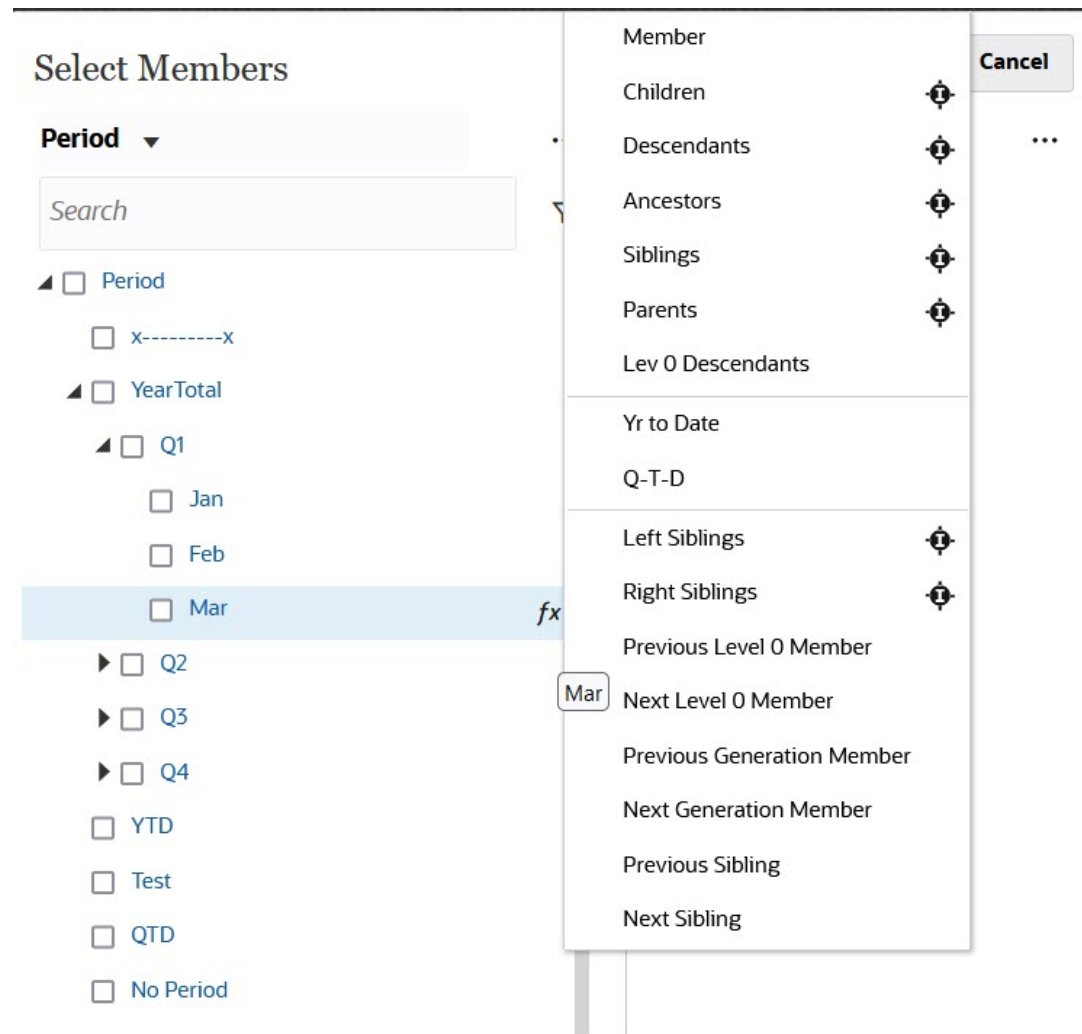 Select Members
Period
Search
Period
x---------x
YearTotal
Q1
Jan
Feb
Mar
fx
Q2
Q3
Q4
YTD
Test
QTD
No Period
Member
Children
Descendants
Ancestors
Siblings
Parents
Lev 0 Descendants
Yr to Date
Q-T-D
Left Siblings
Right Siblings
Previous Level 0 Member
Mar
Next Level 0 Member
Previous Generation Member
Next Generation Member
Previous Sibling
Next Sibling
Cancel
...